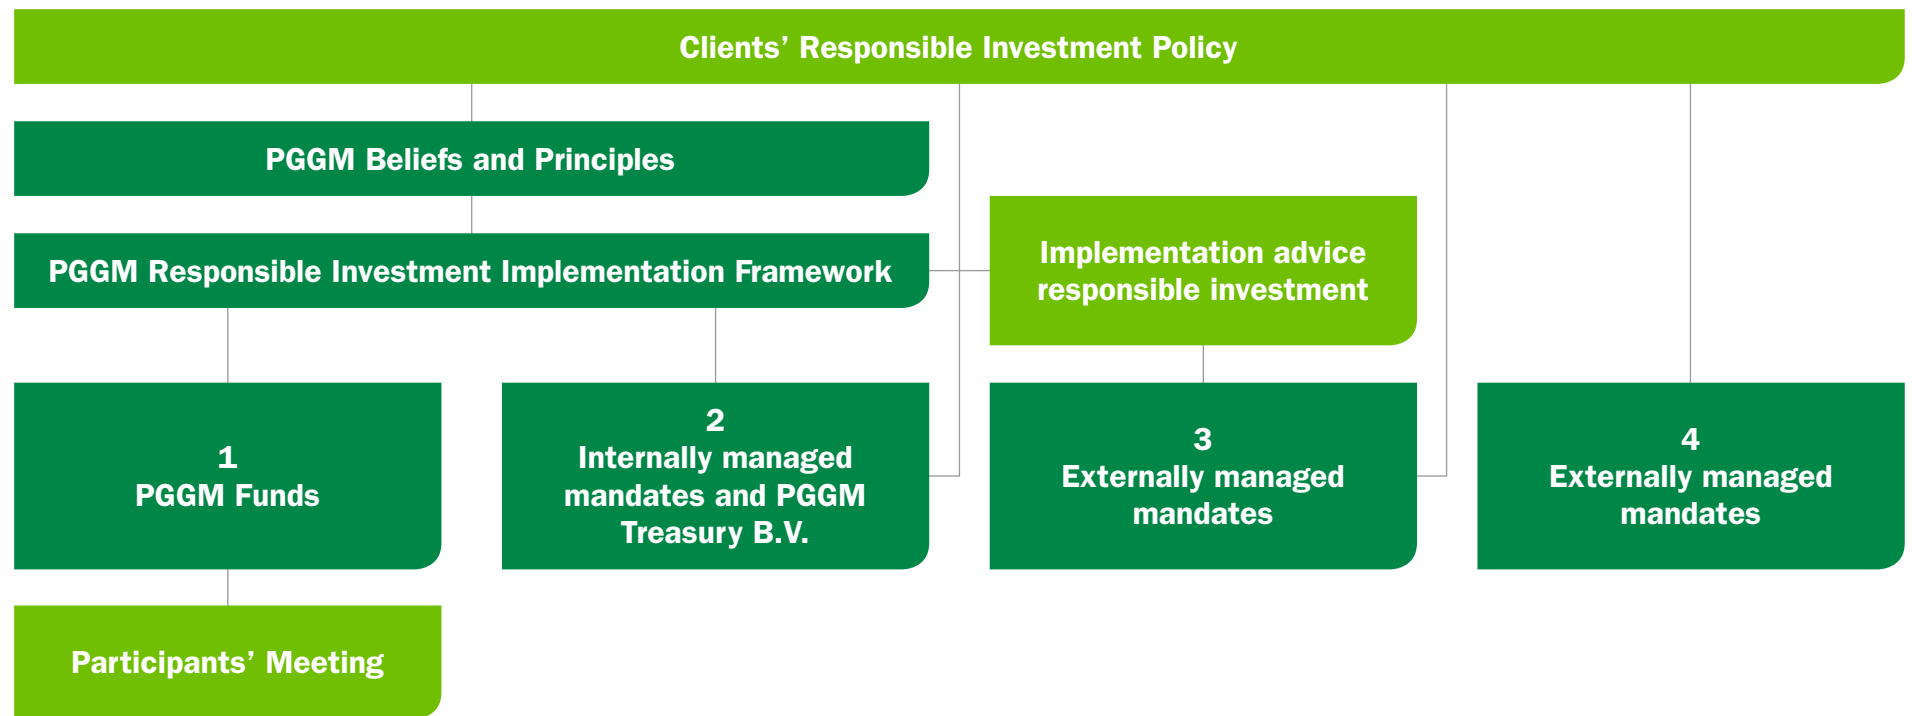 Clients’ Responsible Investment Policy
PGGM Beliefs and Principles
PGGM Responsible Investment Implementation Framework
Implementation advice
responsible investment
1
PGGM Funds
2
Internally managed
mandates and PGGM
Treasury B.V.
3
Externally managed
mandates
4
Externally managed
mandates
Participants’ Meeting